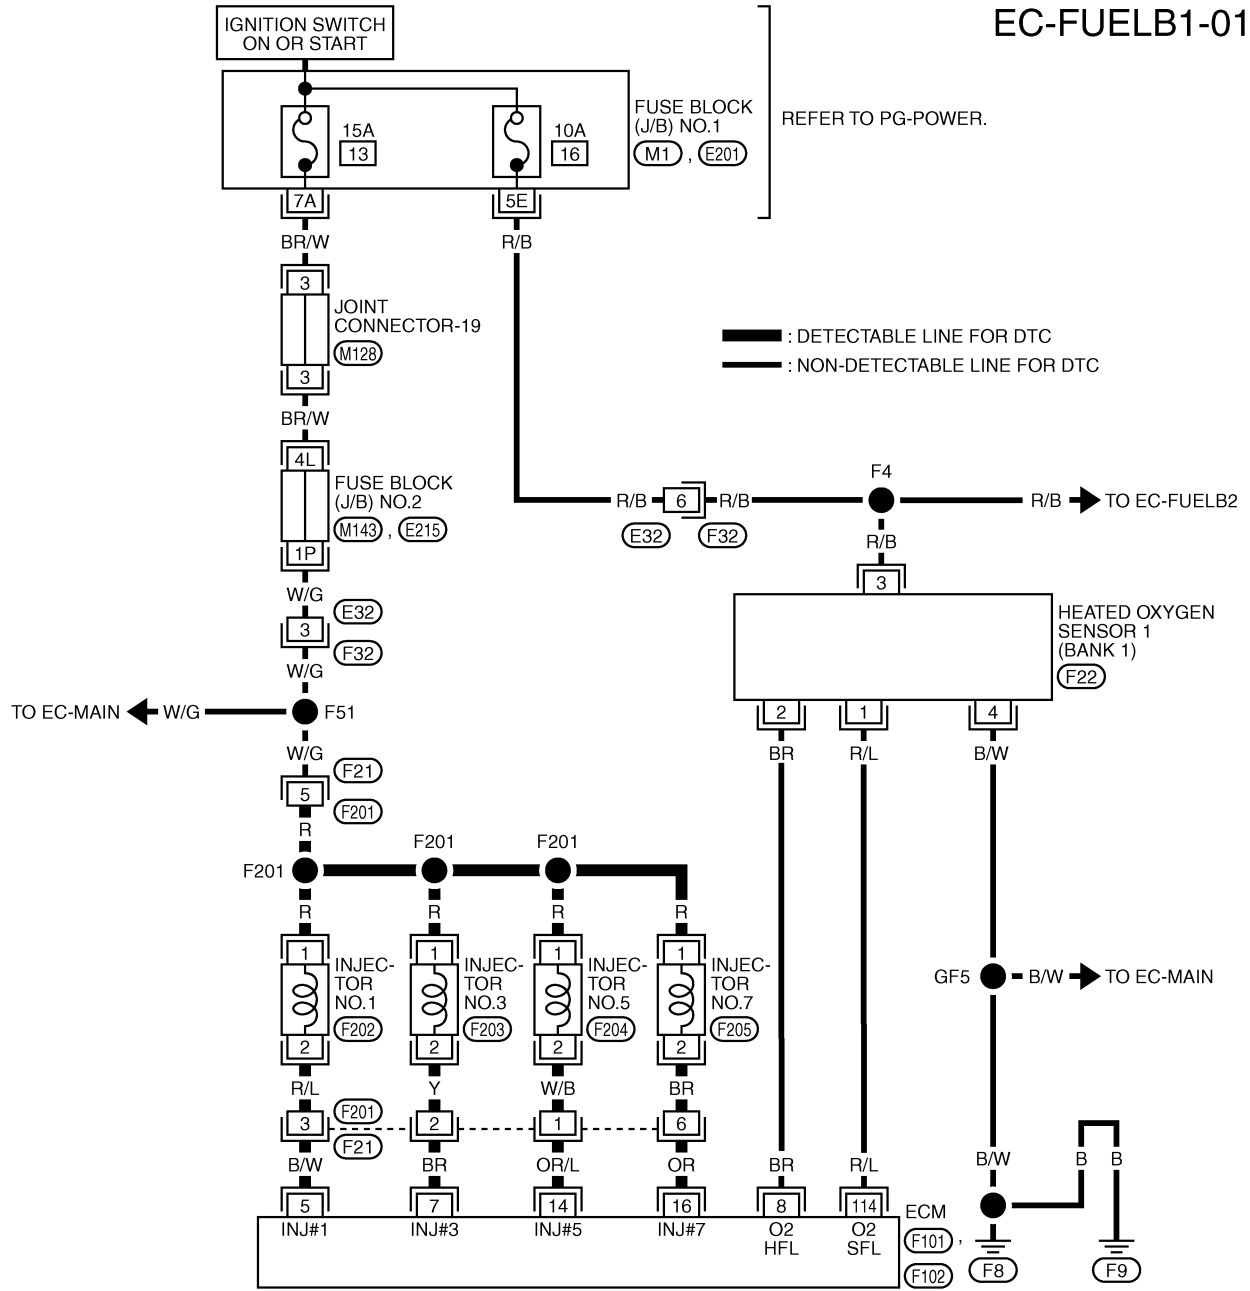 EC-FUELB1-01
IGNITION SWITCH
ON OR START
FUSE BLOCK
(J/B) NO.1
M1 , E201
REFER TO PG-POWER.
15A
13
10A
16
7A
5E
BR/W
R/B
3
JOINT
CONNECTOR-19
M128
3
: DETECTABLE LINE FOR DTC
: NON-DETECTABLE LINE FOR DTC
BR/W
4L
FUSE BLOCK
(J/B) NO.2
M143 , E215
1P
F4
R/B 6 R/B
R/B TO EC-FUELB2
E32 F32
R/B
3
W/G
E32
3
F32
W/G
HEATED OXYGEN
SENSOR 1
(BANK 1)
F22
TO EC-MAIN W/G F51
2 1 4
W/G
BR R/L B/W
F21
5
F201
R
F201 F201 F201
R R R R
1 1 1 1
INJEC-
TOR
NO.1
F202
INJEC-
TOR
NO.3
F203
INJEC-
TOR
NO.5
F204
INJEC-
TOR
NO.7
F205
GF5 B/W TO EC-MAIN
2 2 2 2
R/L Y W/B BR
F201
3 2 1 6
F21
B/W BR OR/L OR BR R/L B/W B B
5 7 14 16 8 114
ECM
F101 ,
F102
INJ#1 INJ#3 INJ#5 INJ#7
O2
HFL
O2
SFL
F8 F9